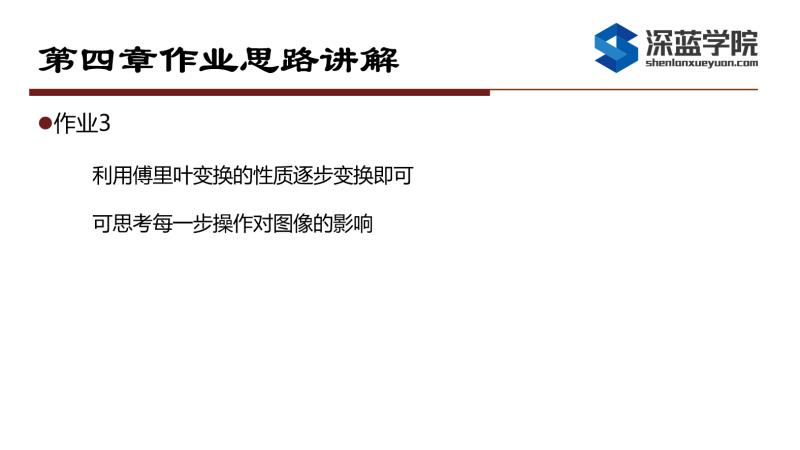 第四章作业思路讲解
深蓝学院
shenlanxueyuan.com
●作业3
利用傅里叶变换的性质逐步变换即可
可思考每一步操作对图像的影响